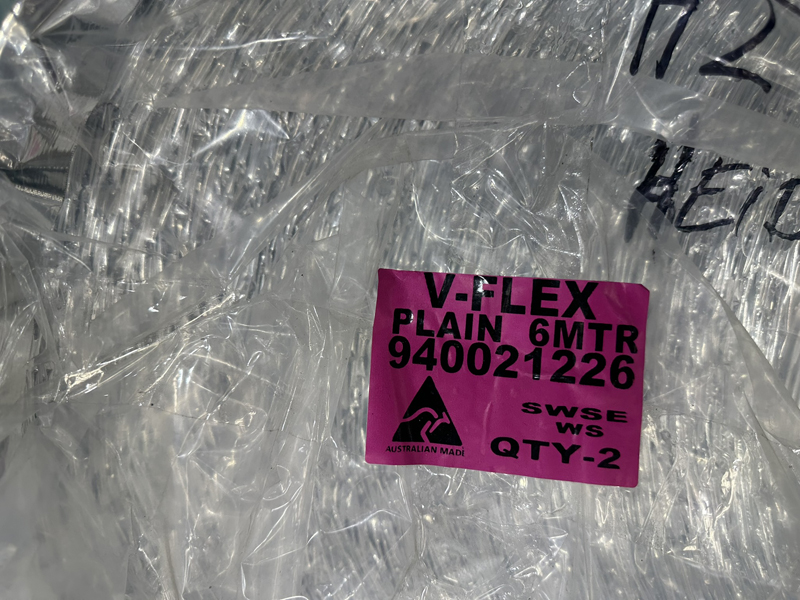 V-FLEX
PLAIN 6MTR
940021226
SWSE
WS
QTY-2
AUSTRALIAN MADE